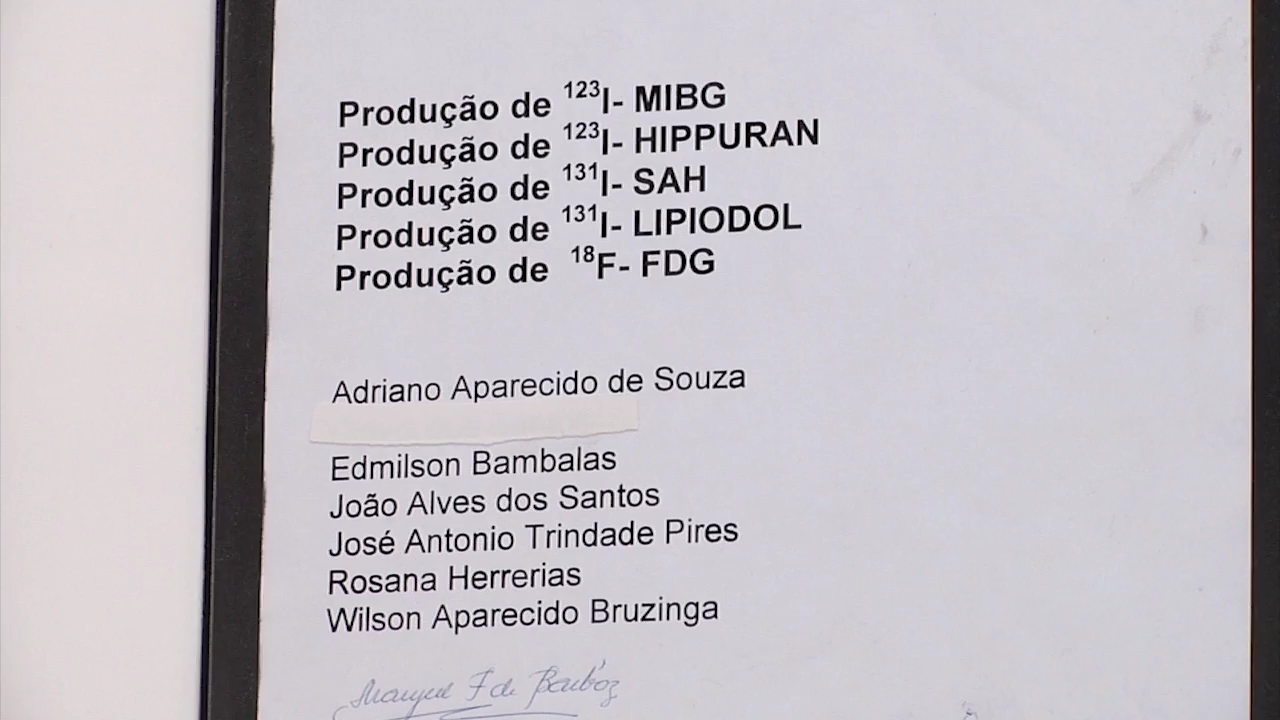 Produção de ¹²³I- MIBG
Produção de ¹²³I- HIPPURAN
Produção de ¹³¹I- SAH
Produção de ¹³¹I- LIPIODOL
Produção de ¹⁸F- FDG
Adriano Aparecido de Souza
Edmilson Bambalas
João Alves dos Santos
José Antonio Trindade Pires
Rosana Herrerias
Wilson Aparecido Bruzinga